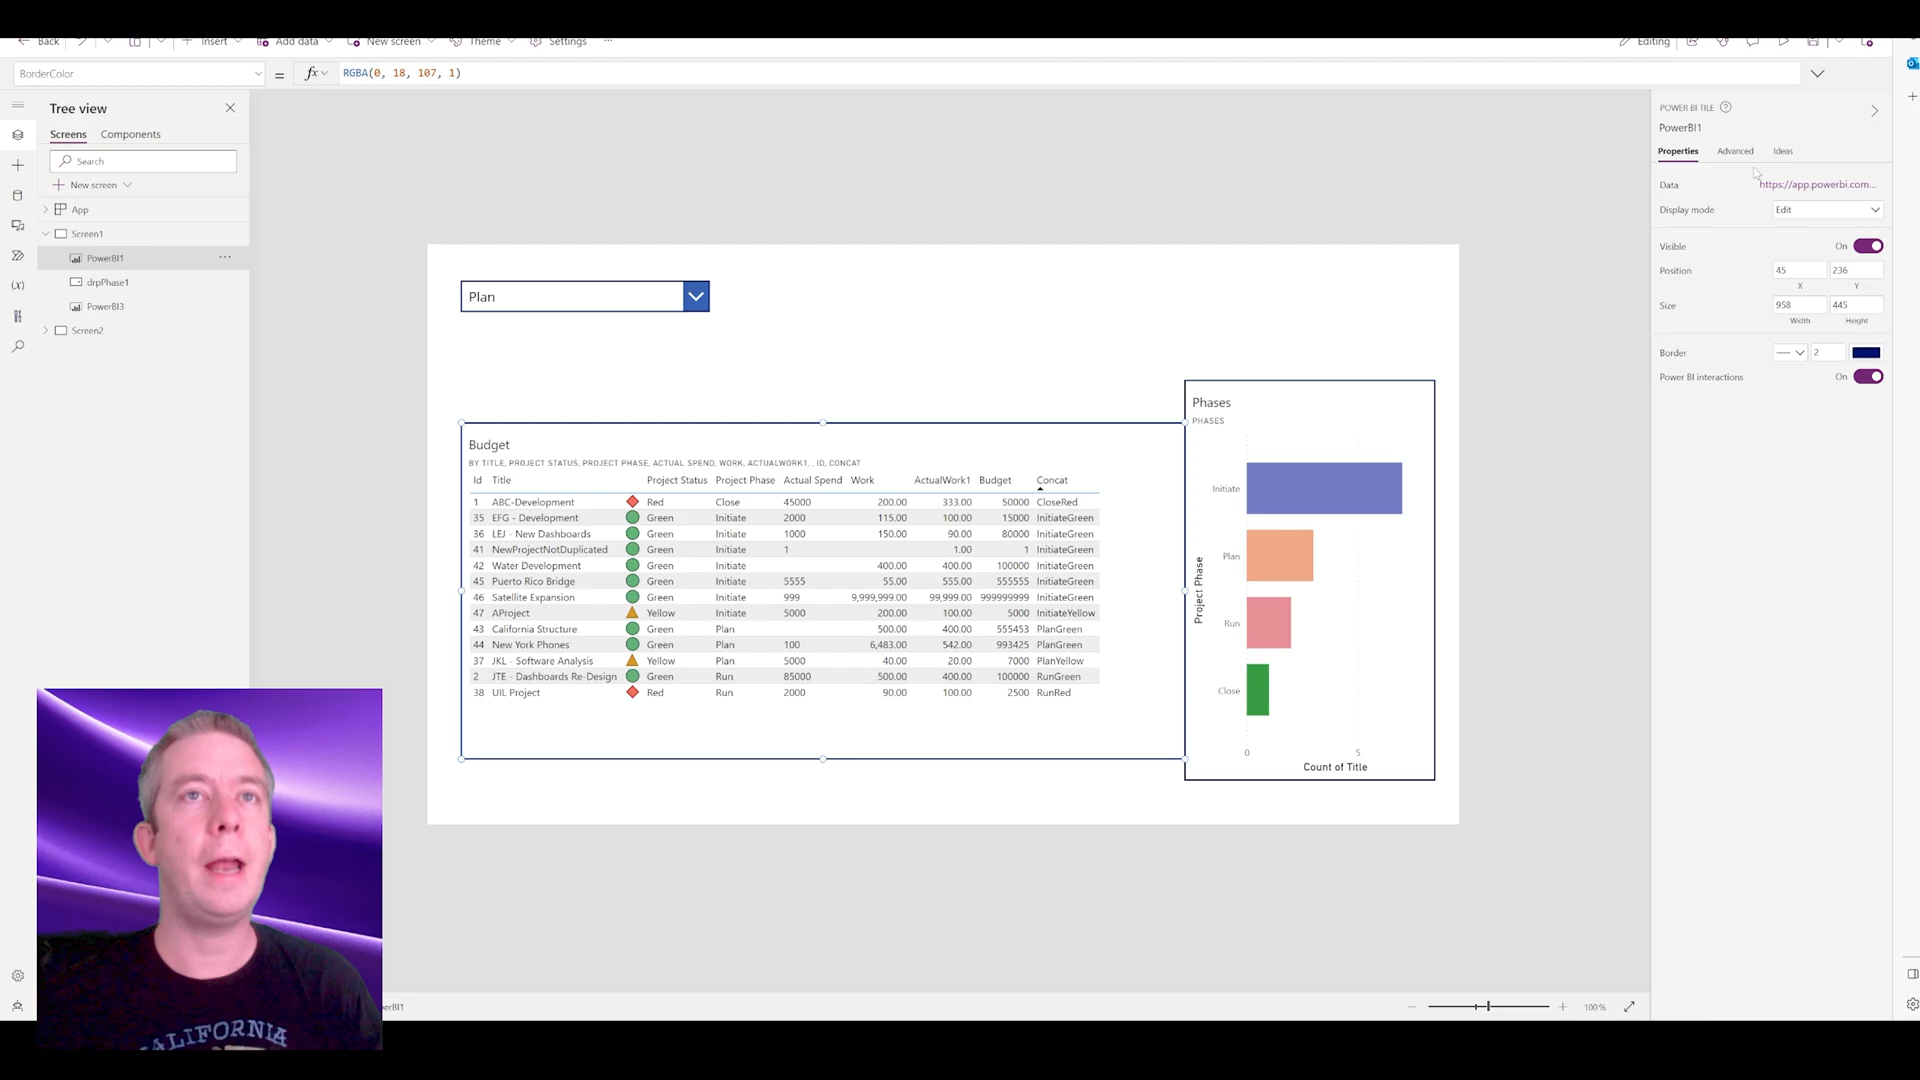 Back
Insert
Add data
New screen
Theme
Settings
...
Editing
BorderColor
=
fx
RGBA(0, 18, 107, 1)
Tree view
Screens
Components
Search
New screen
App
Screen1
PowerBI1
...
drpPhase1
PowerBI3
Screen2
Plan
Budget
BY TITLE, PROJECT STATUS, PROJECT PHASE, ACTUAL SPEND, WORK, ACTUALWORK1, , ID, CONCAT
Id Title Project Status Project Phase Actual Spend Work ActualWork1 Budget Concat
1 ABC-Development Red Close 45000 200.00 333.00 50000 CloseRed
35 EFG - Development Green Initiate 2000 115.00 100.00 15000 InitiateGreen
36 LEJ - New Dashboards Green Initiate 1000 150.00 90.00 80000 InitiateGreen
41 NewProjectNotDuplicated Green Initiate 1 1.00 1 InitiateGreen
42 Water Development Green Initiate 400.00 400.00 100000 InitiateGreen
45 Puerto Rico Bridge Green Initiate 5555 55.00 555.00 555555 InitiateGreen
46 Satellite Expansion Green Initiate 999 9,999,999.00 99,999.00 999999999 InitiateGreen
47 AProject Yellow Initiate 5000 200.00 100.00 5000 InitiateYellow
43 California Structure Green Plan 500.00 400.00 555453 PlanGreen
44 New York Phones Green Plan 100 6,483.00 542.00 993425 PlanGreen
37 JKL - Software Analysis Yellow Plan 5000 40.00 20.00 7000 PlanYellow
2 JTE - Dashboards Re-Design Green Run 85000 500.00 400.00 100000 RunGreen
38 UIL Project Red Run 2000 90.00 100.00 2500 RunRed
Phases
PHASES
Project Phase
Initiate
Plan
Run
Close
0 5
Count of Title
POWER BI TILE
PowerBI1
Properties
Advanced
Ideas
Data
https://app.powerbi.com...
Display mode
Edit
Visible
On
Position
45
236
X
Y
Size
958
445
Width
Height
Border
2
Power BI interactions
On
CALIFORNIA
erBI1
100 %